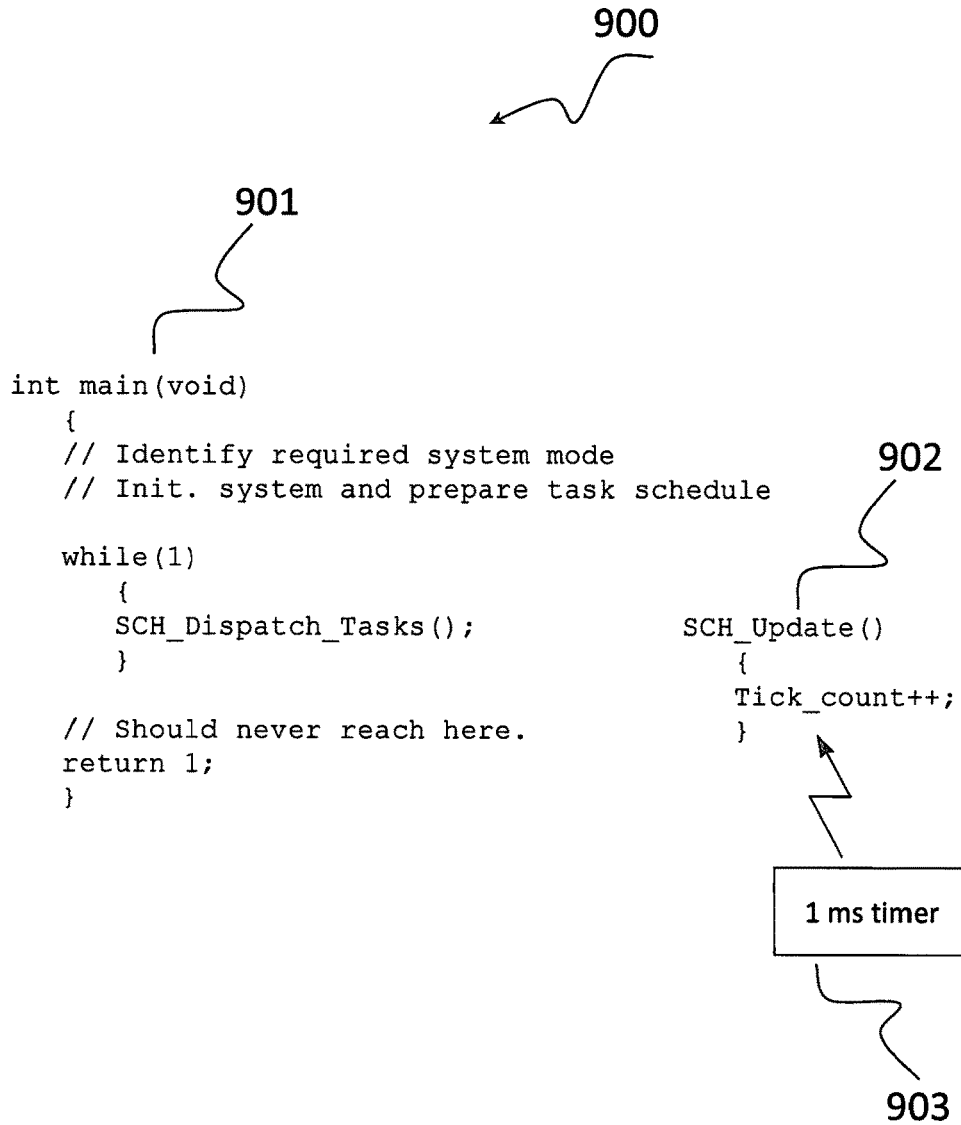 900
901
int main(void)
{
// Identify required system mode
// Init. system and prepare task schedule
while(1)
{
SCH_Dispatch_Tasks();
}
// Should never reach here.
return 1;
}
902
SCH_Update()
{
Tick_count++;
}
1 ms timer
903